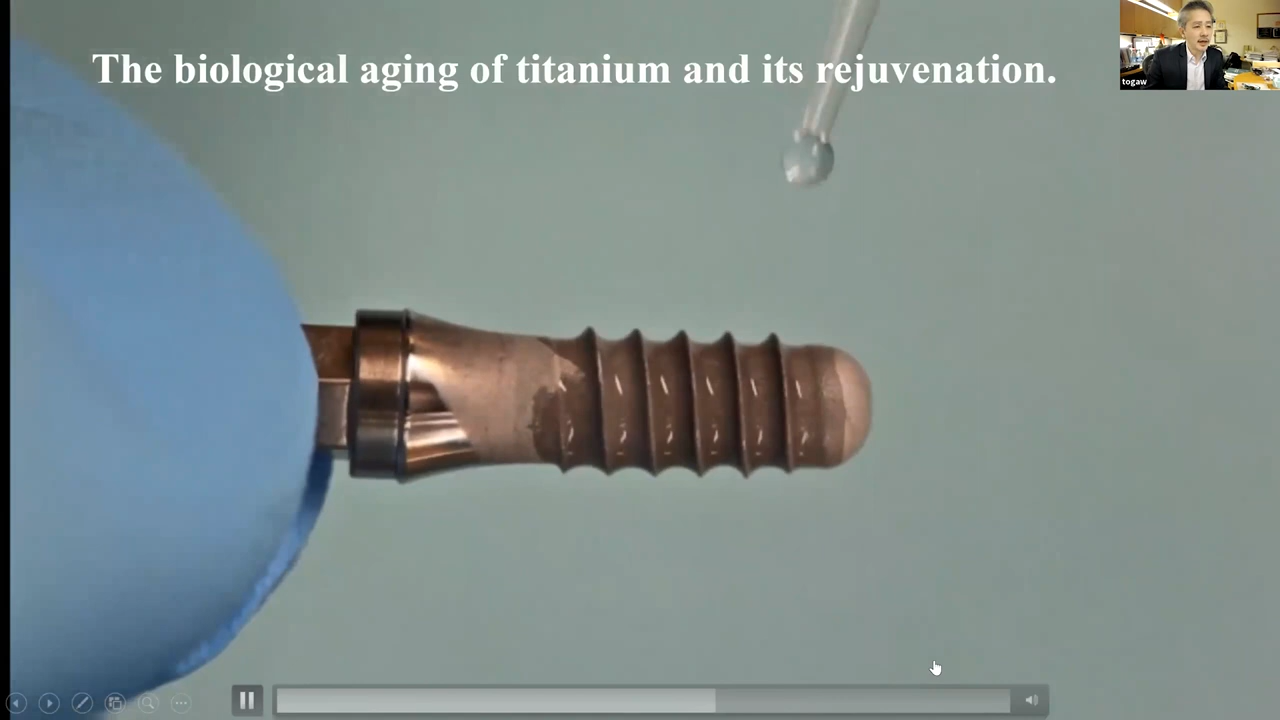 The biological aging of titanium and its rejuvenation.
togaw